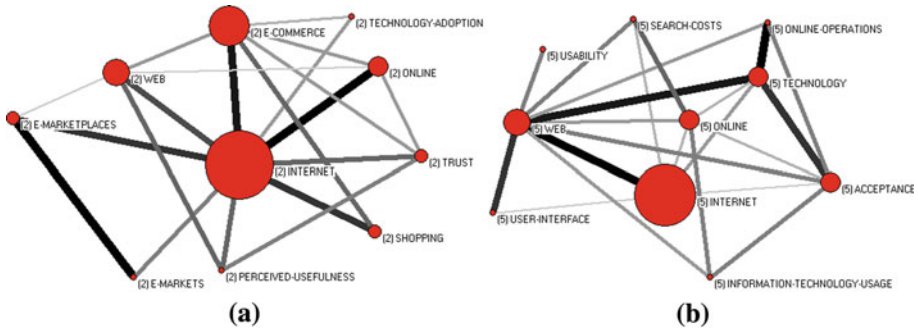 (2) TECHNOLOGY-ADOPTION
(2) E-COMMERCE
(2) ONLINE
(2) WEB
(2) E-MARKETPLACES
(2) TRUST
(2) INTERNET
(2) SHOPPING
(2) PERCEIVED-USEFULNESS
(2) E-MARKETS
(a)
(5) SEARCH-COSTS
(5) ONLINE-OPERATIONS
(5) USABILITY
(5) TECHNOLOGY
(5) WEB
(5) ONLINE
(5) ACCEPTANCE
(5) INTERNET
(5) USER-INTERFACE
(5) INFORMATION-TECHNOLOGY-USAGE
(b)